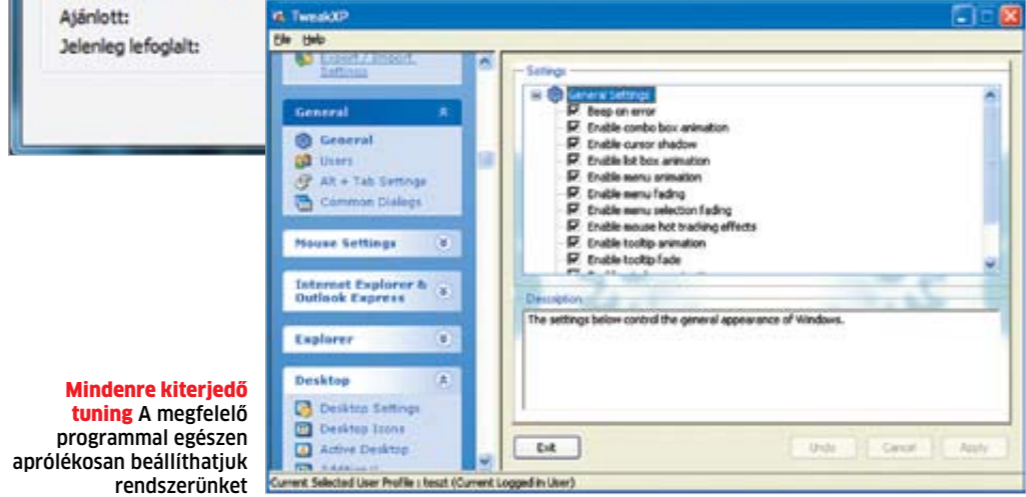 Ajánlott:
Jelenleg lefoglalt:
TweakXP
File Help
Export / Import Settings
General
General
Users
Alt + Tab Settings
Common Dialogs
Mouse Settings
Internet Explorer &
Outlook Express
Explorer
Desktop
Desktop Settings
Desktop Icons
Active Desktop
Settings
General Settings
Beep on error
Enable combo box animation
Enable cursor shadow
Enable list box animation
Enable menu animation
Enable menu fading
Enable menu selection fading
Enable mouse hot tracking effects
Enable tooltip animation
Enable tooltip fade
Description
The settings below control the general appearance of Windows.
Exit
Undo
Cancel
Apply
Current Selected User Profile : teszt (Current Logged in User)
Mindenre kiterjedő
tuning A megfelelő
programmal egészen
aprólékosan beállíthatjuk
rendszerünket